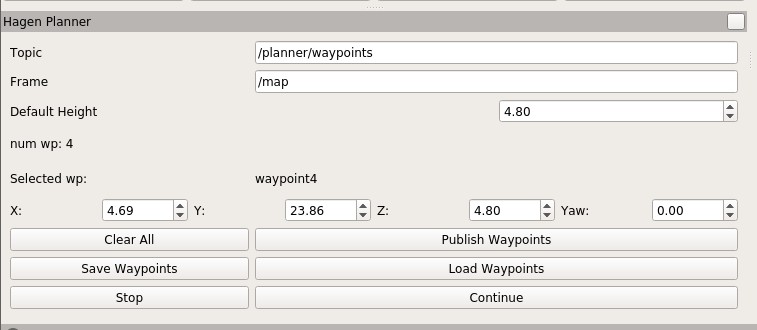 Hagen Planner
Topic /planner/waypoints
Frame /map
Default Height 4.80
num wp: 4
Selected wp: waypoint4
X: 4.69 Y: 23.86 Z: 4.80 Yaw: 0.00
Clear All Publish Waypoints
Save Waypoints Load Waypoints
Stop Continue